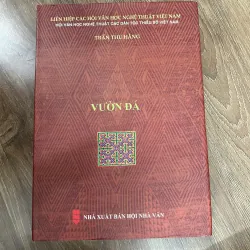 LIÊN HIỆP CÁC HỘI VĂN HỌC NGHỆ THUẬT VIỆT NAM
HỘI VĂN HỌC NGHỆ THUẬT CÁC DÂN TỘC THIỂU SỐ VIỆT NAM
TRẦN THU HẰNG
VƯỜN ĐÁ
NHÀ XUẤT BẢN HỘI NHÀ VĂN